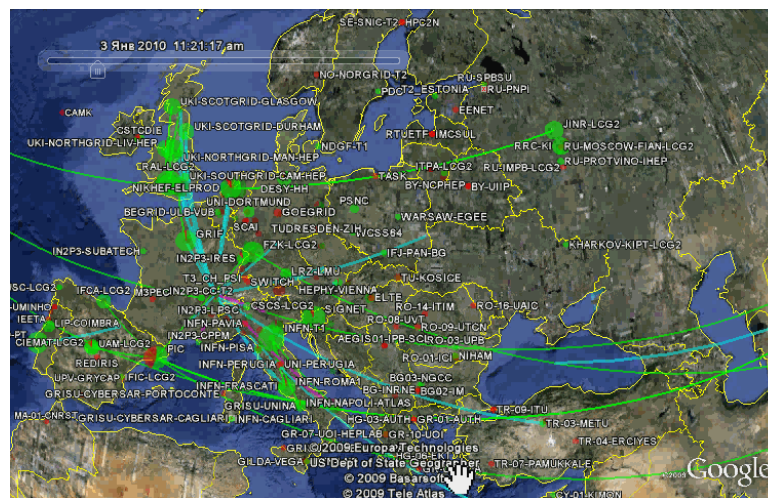 SE-SNIC-T2
HPC2N
3 Янв 2010 11:21:17 am
NO-NORGRID-T2
RU-SPBSU
PDC
T2_ESTONIA
RU-PNPI
UKI-SCOTGRID-GLASGOW
CAMK
EENET
JINR-LCG2
CSTCDIE
UKI-SCOTGRID-DURHAM
RTUETF
IMCSUL
UKI-NORTHGRID-LIV-HEP
NDGF-T1
RRC-KI
RU-MOSCOW-FIAN-LCG2
UKI-NORTHGRID-MAN-HEP
RU-PROTVINO-IHEP
RAL-LCG2
ITPA-LCG2
RU-IMPB-LCG2
UKI-SOUTHGRID-CAM-HEP
TASK
BY-NCPHEP
BY-UIIP
NIKHEF-ELPROD
DESY-HH
UNI-DORTMUND
PSNC
BEGRID-ULB-VUB
GOEGRID
WARSAW-EGEE
SCAI
TUDRESDEN-ZIH
WCSS64
GRIF
FZK-LCG2
KHARKOV-KIPT-LCG2
IN2P3-SUBATECH
IN2P3-IRES
IFJ-PAN-BG
LRZ-LMU
T3_CH_PSI
SWITCH
TU-KOSICE
IFCA-LCG2
M3PEC
IN2P3-CC-T2
HEPHY-VIENNA
ELTE
UMINHO
IN2P3-LPSC
CSCS-LCG2
SIGNET
RO-14-ITIM
RO-16-UAIC
IEETA
LIP-COIMBRA
INFN-PAVIA
RO-08-UVT
RO-09-UTCN
INFN-T1
IN2P3-CPPM
AEGIS01-IPB-SCL
RO-03-UPB
CIEMAT-LCG2
UAM-LCG2
PIC
INFN-PISA
RO-01-ICI
NIHAM
REDIRIS
INFN-PERUGIA
UNI-PERUGIA
UPV-GRYCAP
IFIC-LCG2
INFN-ROMA1
BG03-NGCC
GRISU-CYBERSAR-PORTOCONTE
INFN-FRASCATI
BG-INRNE
BG02-IM
GRISU-UNINA
INFN-NAPOLI-ATLAS
TR-09-ITU
MA-01-CNRST
GRISU-CYBERSAR-CAGLIARI
INFN-CAGLIARI
HG-03-AUTH
GR-01-AUTH
TR-03-METU
GR-07-UOI-HEPLAB
GR-10-UOI
TR-04-ERCIYES
© 2009 Europa Technologies
GILDA-VEGA
US Dept of State Geographer
TR-07-PAMUKKALE
©2009 Google
© 2009 Basarsoft
© 2009 Tele Atlas
CY-01-KIMON